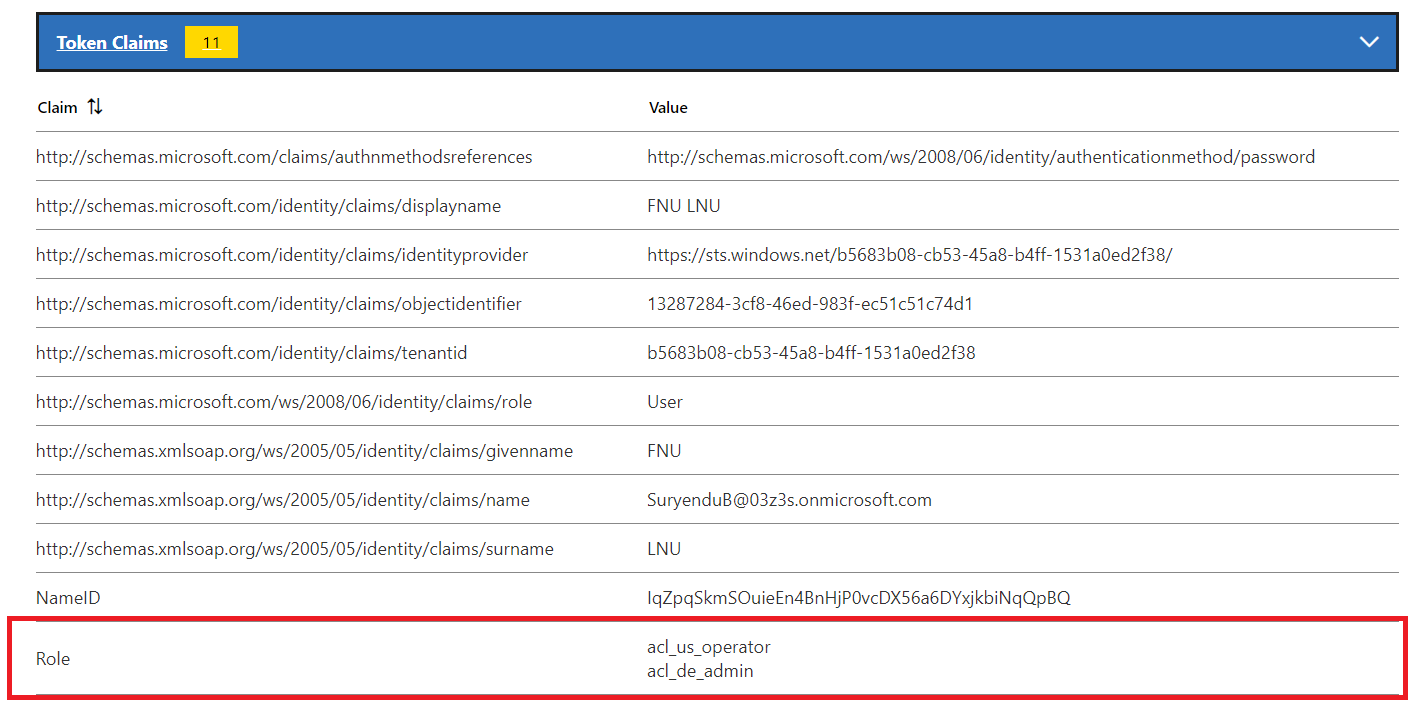 Token Claims 11
Claim Value
http://schemas.microsoft.com/claims/authnmethodsreferences http://schemas.microsoft.com/ws/2008/06/identity/authenticationmethod/password
http://schemas.microsoft.com/identity/claims/displayname FNU LNU
http://schemas.microsoft.com/identity/claims/identityprovider https://sts.windows.net/b5683b08-cb53-45a8-b4ff-1531a0ed2f38/
http://schemas.microsoft.com/identity/claims/objectidentifier 13287284-3cf8-46ed-983f-ec51c51c74d1
http://schemas.microsoft.com/identity/claims/tenantid b5683b08-cb53-45a8-b4ff-1531a0ed2f38
http://schemas.microsoft.com/ws/2008/06/identity/claims/role User
http://schemas.xmlsoap.org/ws/2005/05/identity/claims/givenname FNU
http://schemas.xmlsoap.org/ws/2005/05/identity/claims/name SuryenduB@03z3s.onmicrosoft.com
http://schemas.xmlsoap.org/ws/2005/05/identity/claims/surname LNU
NameID IqZpqSkmSOuieEn4BnHjP0vcDX56a6DYxjkbiNqQpBQ
Role acl_us_operator
acl_de_admin